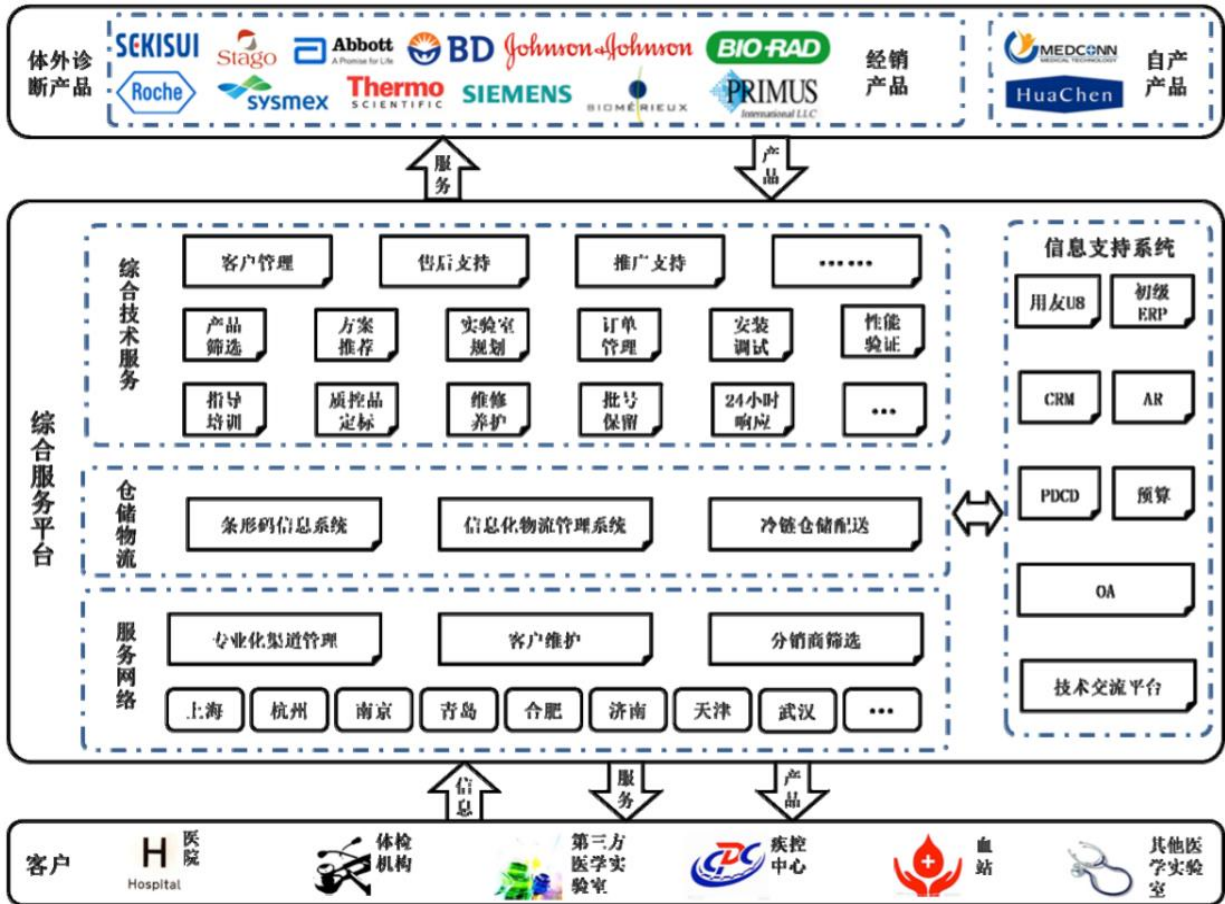 体外诊
断产品
SEKISUI
Stago
Abbott
A Promise for Life
BD
Johnson & Johnson
BIO-RAD
经销
产品
Roche
sysmex
Thermo
SCIENTIFIC
SIEMENS
BIOMÉRIEUX
PRIMUS
International LLC
MEDCONN
MEDICAL TECHNOLOGY
HuaChen
自产
产品
服务
产品
综合服务平台
综合技术服务
客户管理
售后支持
推广支持
……
产品
筛选
方案
推荐
实验室
规划
订单
管理
安装
调试
性能
验证
指导
培训
质控品
定标
维修
养护
批号
保留
24小时
响应
…
仓储物流
条形码信息系统
信息化物流管理系统
冷链仓储配送
服务网络
专业化渠道管理
客户维护
分销商筛选
上海
杭州
南京
青岛
合肥
济南
天津
武汉
…
信息支持系统
用友U8
初级
ERP
CRM
AR
PDCD
预算
OA
技术交流平台
信息
服务
产品
客户
H
Hospital
医
院
体检
机构
第三方
医学实
验室
CDC
疾控
中心
血
站
其他医
学实验
室